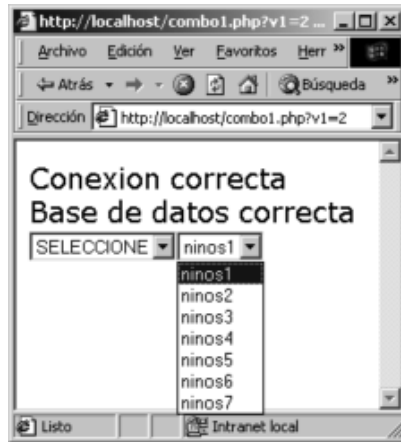 http://localhost/combo1.php?v1=2 ...
Archivo Edición Ver Favoritos Herr »
Atrás Búsqueda »
Dirección http://localhost/combo1.php?v1=2
Conexion correcta
Base de datos correcta
SELECCIONE ninos1
ninos1
ninos2
ninos3
ninos4
ninos5
ninos6
ninos7
Listo Intranet local